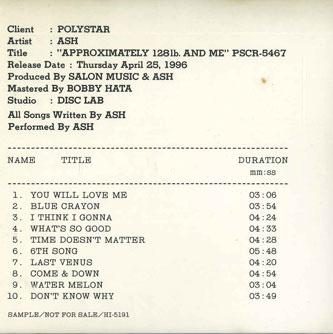 Client : POLYSTAR
Artist : ASH
Title : "APPROXIMATELY 128lb. AND ME" PSCR-5467
Release Date : Thursday April 25, 1996
Produced By SALON MUSIC & ASH
Mastered By BOBBY HATA
Studio : DISC LAB
All Songs Written By ASH
Performed By ASH
NAME TITLE DURATION
mm:ss
1. YOU WILL LOVE ME 03:06
2. BLUE CRAYON 03:54
3. I THINK I GONNA 04:24
4. WHAT'S SO GOOD 04:33
5. TIME DOESN'T MATTER 04:28
6. 6TH SONG 05:48
7. LAST VENUS 04:20
8. COME & DOWN 04:54
9. WATER MELON 03:04
10. DON'T KNOW WHY 03:49
SAMPLE/NOT FOR SALE/HI-5191